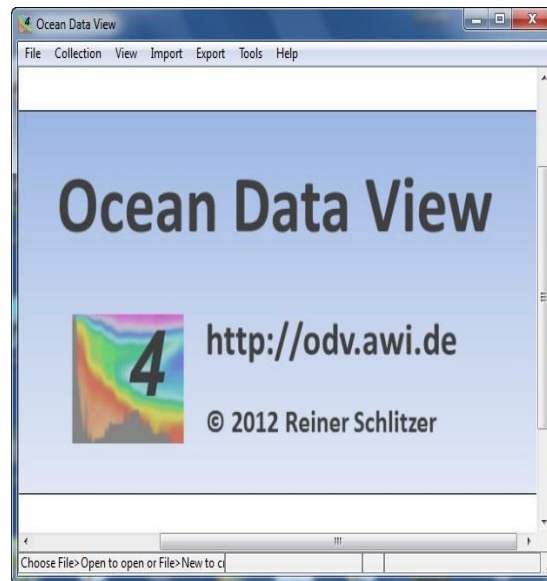 4 Ocean Data View
File Collection View Import Export Tools Help
Ocean Data View
4
http://odv.awi.de
© 2012 Reiner Schlitzer
Choose File>Open to open or File>New to